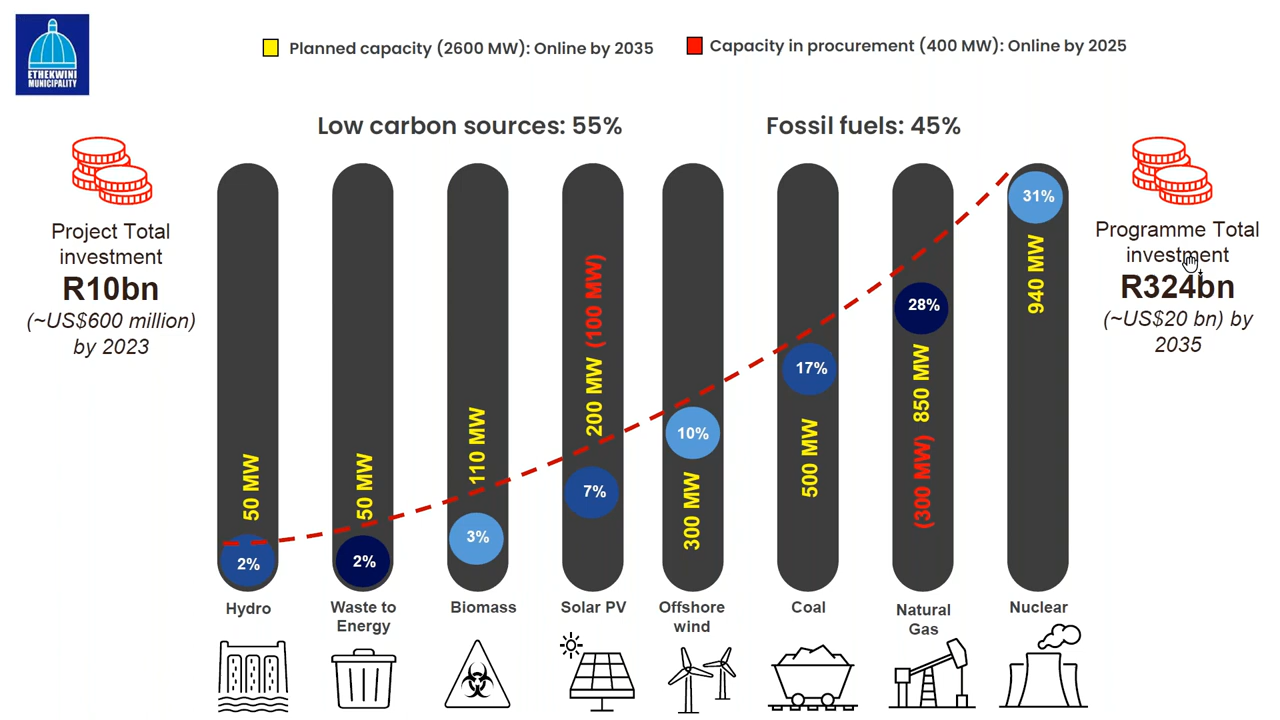 ETHEKWINI
MUNICIPALITY
Planned capacity (2600 MW): Online by 2035
Capacity in procurement (400 MW): Online by 2025
Low carbon sources: 55%
Fossil fuels: 45%
Project Total
investment
R10bn
(~US$600 million)
by 2023
50 MW
2%
Hydro
50 MW
2%
Waste to
Energy
110 MW
3%
Biomass
200 MW (100 MW)
7%
Solar PV
10%
300 MW
Offshore
wind
17%
500 MW
Coal
28%
(300 MW) 850 MW
Natural
Gas
31%
940 MW
Nuclear
Programme Total
investment
R324bn
(~US$20 bn) by
2035